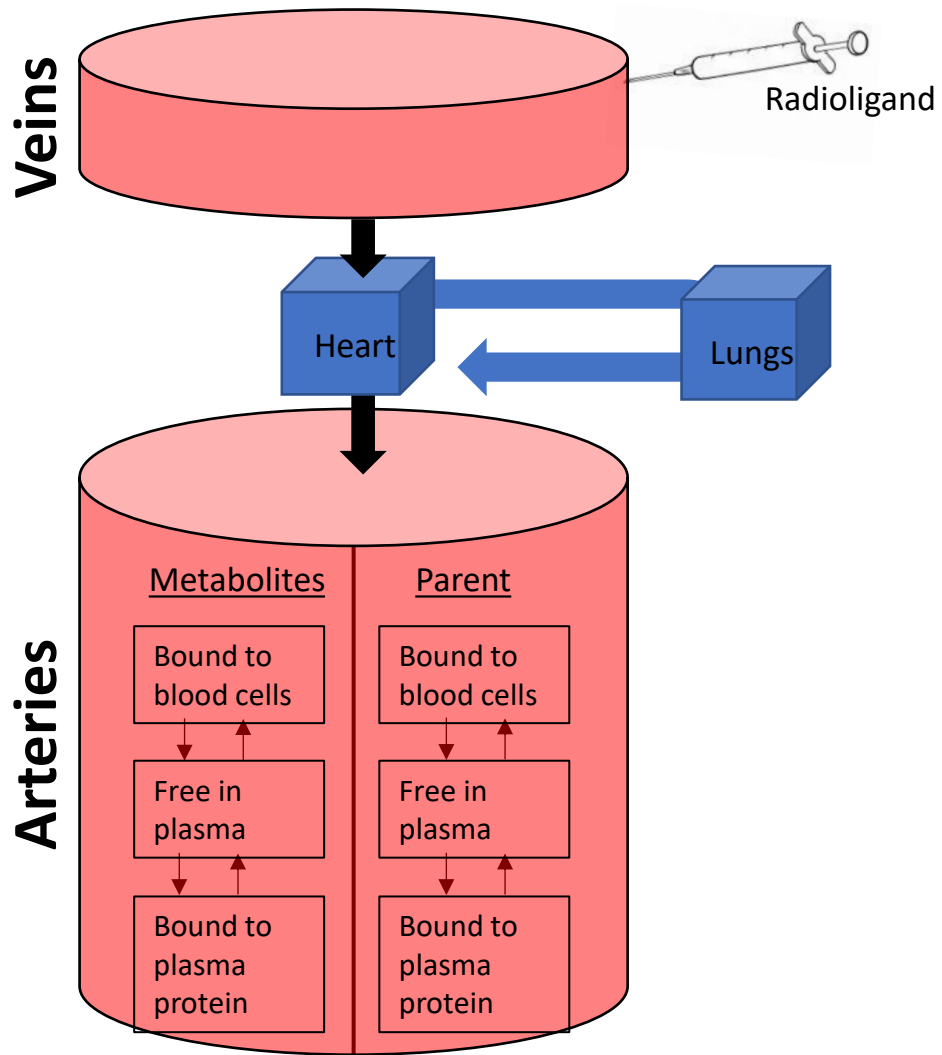 Veins
Radioligand
Heart
Lungs
Arteries
Metabolites
Bound to
blood cells
Free in
plasma
Bound to
plasma
protein
Parent
Bound to
blood cells
Free in
plasma
Bound to
plasma
protein